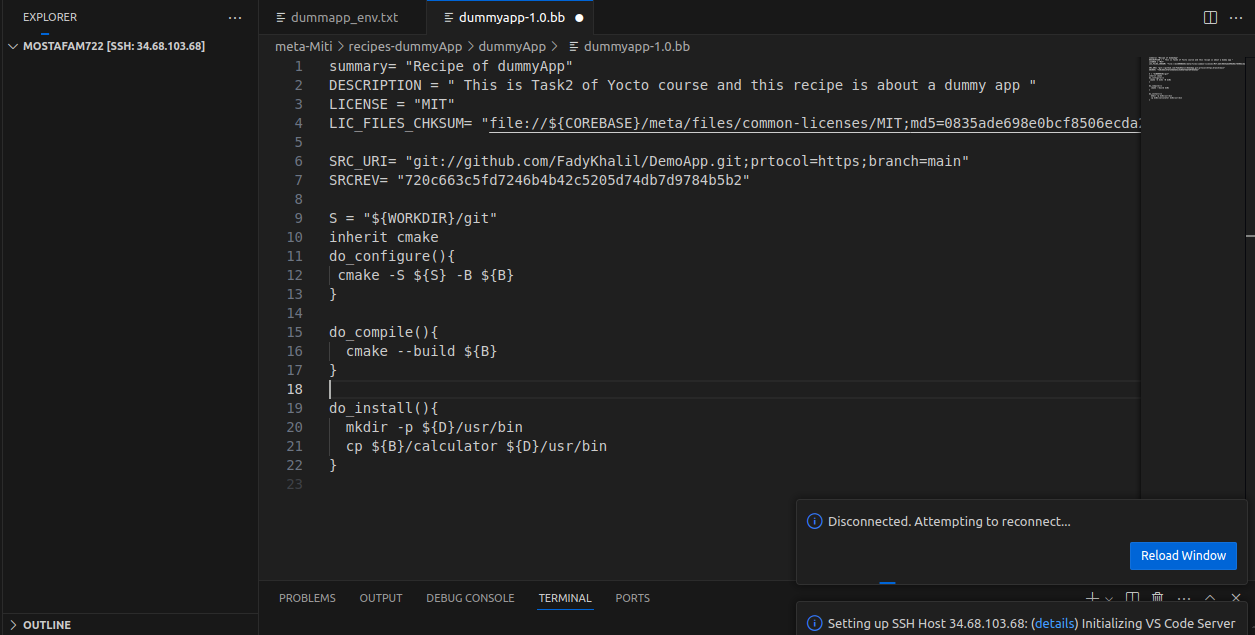 EXPLORER
MOSTAFAM722 [SSH: 34.68.103.68]
OUTLINE
dummapp_env.txt
dummyapp-1.0.bb
meta-Miti > recipes-dummyApp > dummyApp > dummyapp-1.0.bb
1 summary= "Recipe of dummyApp"
2 DESCRIPTION = " This is Task2 of Yocto course and this recipe is about a dummy app "
3 LICENSE = "MIT"
4 LIC_FILES_CHKSUM= "file://${COREBASE}/meta/files/common-licenses/MIT;md5=0835ade698e0bcf8506ecda
5
6 SRC_URI= "git://github.com/FadyKhalil/DemoApp.git;prtocol=https;branch=main"
7 SRCREV= "720c663c5fd7246b4b42c5205d74db7d9784b5b2"
8
9 S = "${WORKDIR}/git"
10 inherit cmake
11 do_configure(){
12 cmake -S ${S} -B ${B}
13 }
14
15 do_compile(){
16 cmake --build ${B}
17 }
18
19 do_install(){
20 mkdir -p ${D}/usr/bin
21 cp ${B}/calculator ${D}/usr/bin
22 }
23
Disconnected. Attempting to reconnect...
Reload Window
PROBLEMS OUTPUT DEBUG CONSOLE TERMINAL PORTS
Setting up SSH Host 34.68.103.68: (details) Initializing VS Code Server